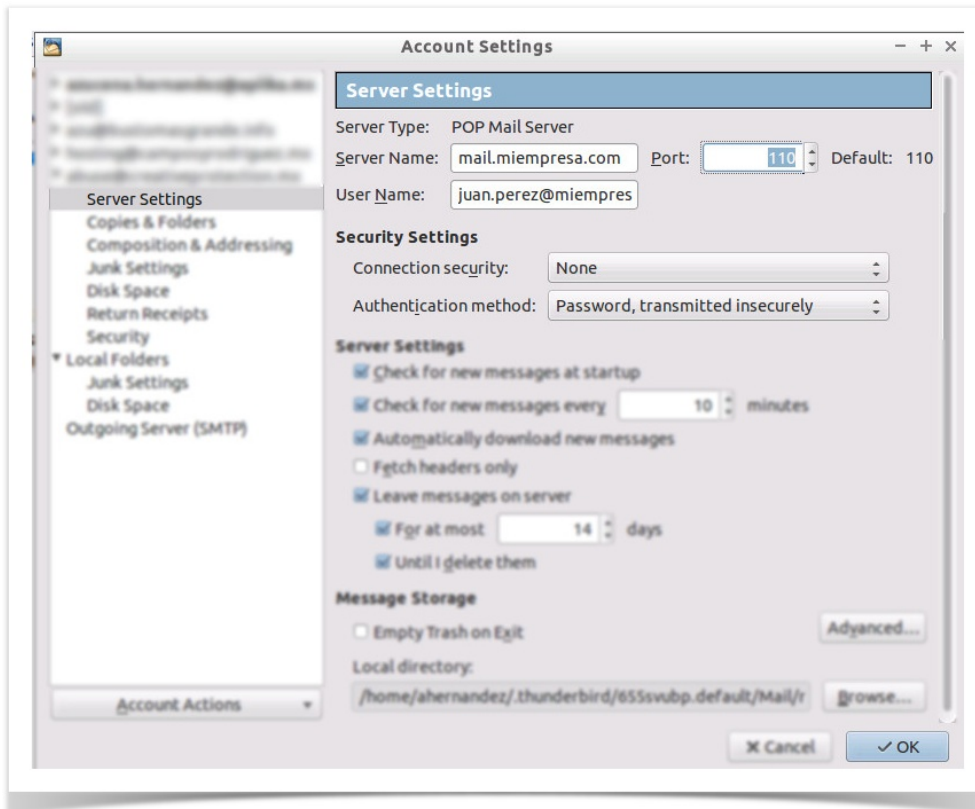 Account Settings
Server Settings
Server Type: POP Mail Server
Server Name: mail.miempresa.com Port: 110 Default: 110
User Name: juan.perez@miempres
Security Settings
Connection security: None
Authentication method: Password, transmitted insecurely
Server Settings
Check for new messages at startup
Check for new messages every 10 minutes
Automatically download new messages
Fetch headers only
Leave messages on server
For at most 14 days
Until I delete them
Message Storage
Empty Trash on Exit
Advanced...
Local directory:
/home/ahernandez/.thunderbird/655svubp.default/Mail/r Browse...
Server Settings
Copies & Folders
Composition & Addressing
Junk Settings
Disk Space
Return Receipts
Security
Local Folders
Junk Settings
Disk Space
Outgoing Server (SMTP)
Account Actions
Cancel
OK